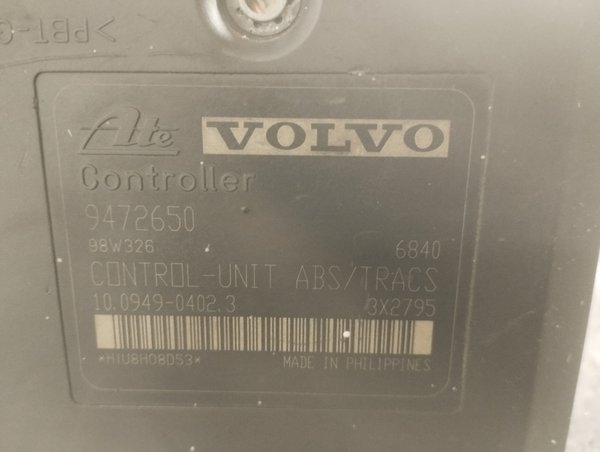 >PBT-G
Ate VOLVO
Controller
9472650
98W326 6840
CONTROL-UNIT ABS/TRACS
10.0949-0402.3 3X2795
*H1U8H08D53*
MADE IN PHILIPPINES